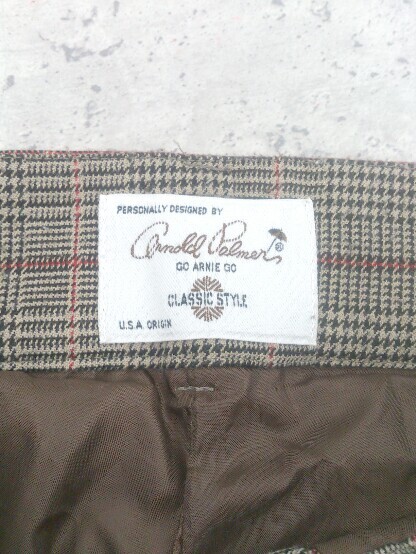 PERSONALLY DESIGNED BY
Arnold Palmer ®
GO ARNIE GO
CLASSIC STYLE
U.S.A. ORIGIN